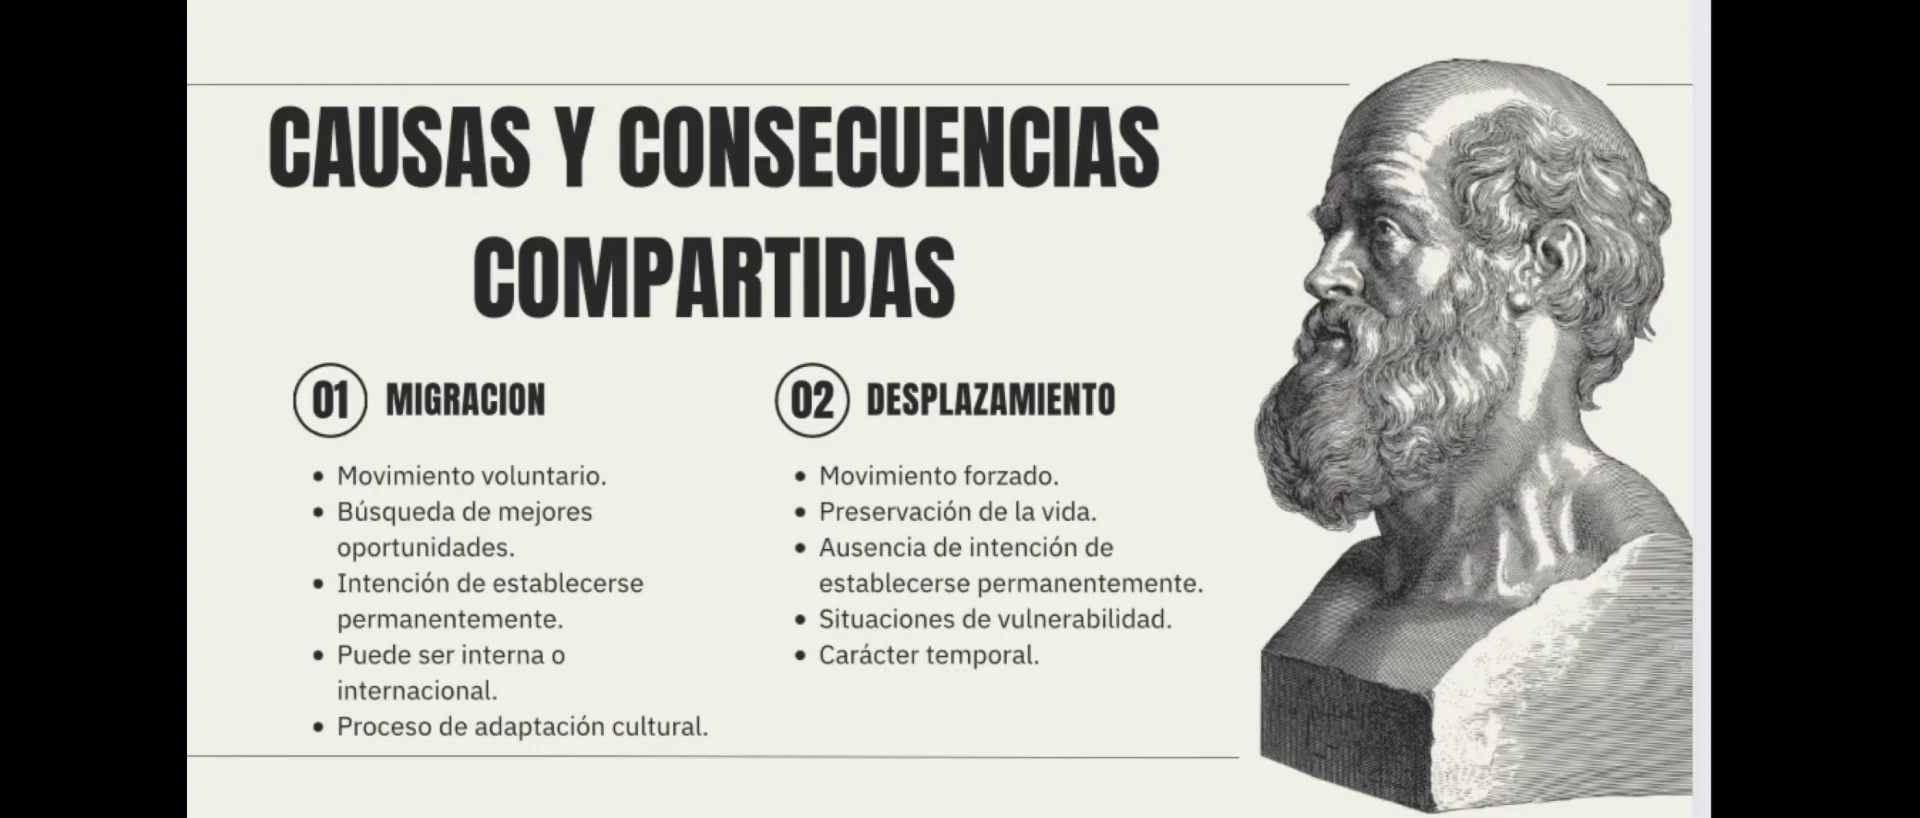 CAUSAS Y CONSECUENCIAS
COMPARTIDAS
01 MIGRACION
• Movimiento voluntario.
• Búsqueda de mejores
oportunidades.
• Intención de establecerse
permanentemente.
• Puede ser interna o
internacional.
• Proceso de adaptación cultural.
02 DESPLAZAMIENTO
• Movimiento forzado.
• Preservación de la vida.
• Ausencia de intención de
establecerse permanentemente.
• Situaciones de vulnerabilidad.
• Carácter temporal.